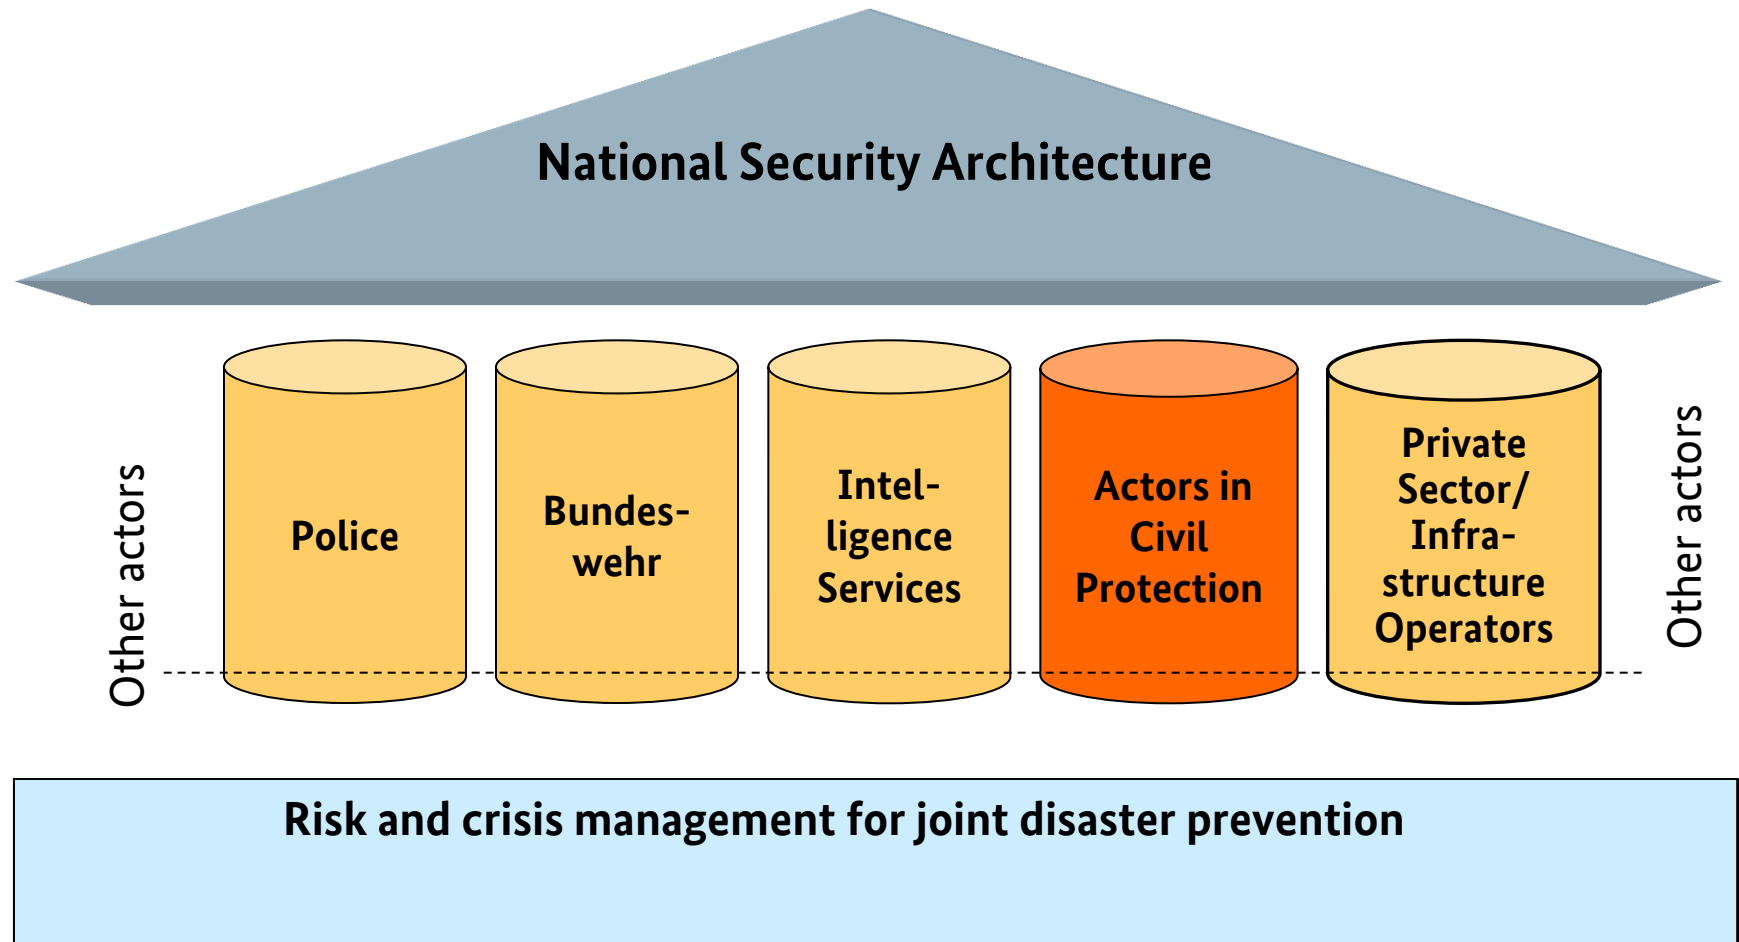 National Security Architecture
Other actors
Police
Bundes-
wehr
Intel-
ligence
Services
Actors in
Civil
Protection
Private
Sector/
Infra-
structure
Operators
Other actors
Risk and crisis management for joint disaster prevention